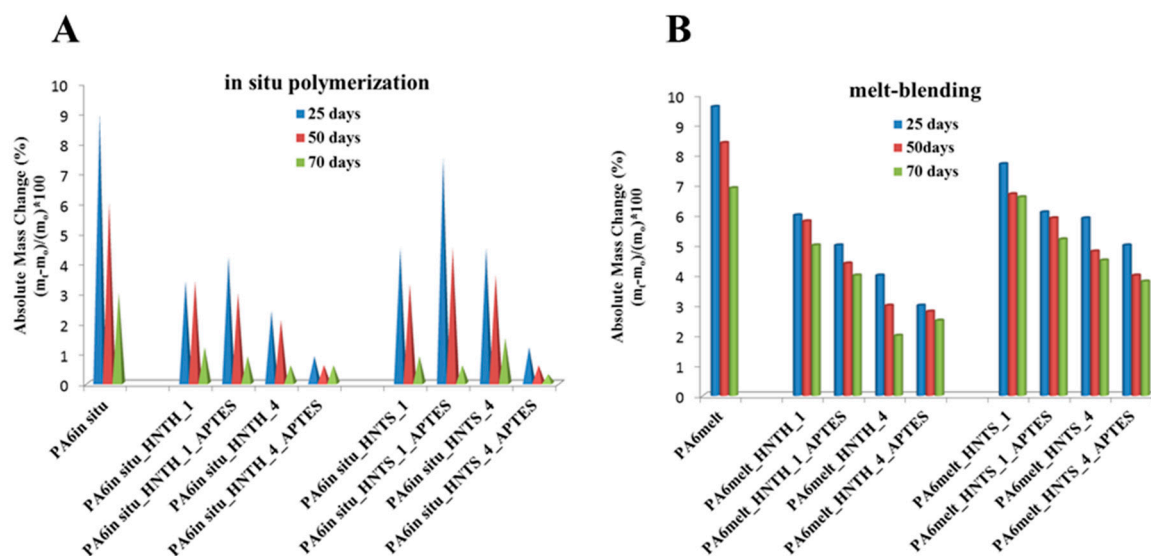 A
in situ polymerization
25 days
50 days
70 days
Absolute Mass Change (%)
(mt-mo)/(mo)*100
10
9
8
7
6
5
4
3
2
1
0
PA6in situ
PA6in situ_HNTH_1
PA6in situ_HNTH_1_APTES
PA6in situ_HNTH_4
PA6in situ_HNTH_4_APTES
PA6in situ_HNTS_1
PA6in situ_HNTS_1_APTES
PA6in situ_HNTS_4
PA6in situ_HNTS_4_APTES
B
melt-blending
25 days
50days
70 days
Absolute Mass Change (%)
(mt-mo)/(mo)*100
10
9
8
7
6
5
4
3
2
1
0
PA6melt
PA6melt_HNTH_1
PA6melt_HNTH_1_APTES
PA6melt_HNTH_4
PA6melt_HNTH_4_APTES
PA6melt_HNTS_1
PA6melt_HNTS_1_APTES
PA6melt_HNTS_4
PA6melt_HNTS_4_APTES